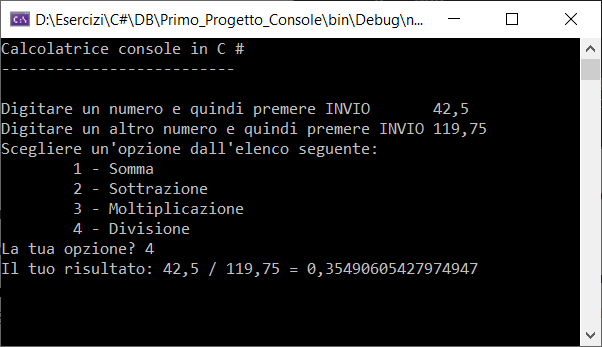 D:\Esercizi\C#\DB\Primo_Progetto_Console\bin\Debug\n...
Calcolatrice console in C #
--------------------------
Digitare un numero e quindi premere INVIO 42,5
Digitare un altro numero e quindi premere INVIO 119,75
Scegliere un'opzione dall'elenco seguente:
1 - Somma
2 - Sottrazione
3 - Moltiplicazione
4 - Divisione
La tua opzione? 4
Il tuo risultato: 42,5 / 119,75 = 0,35490605427974947